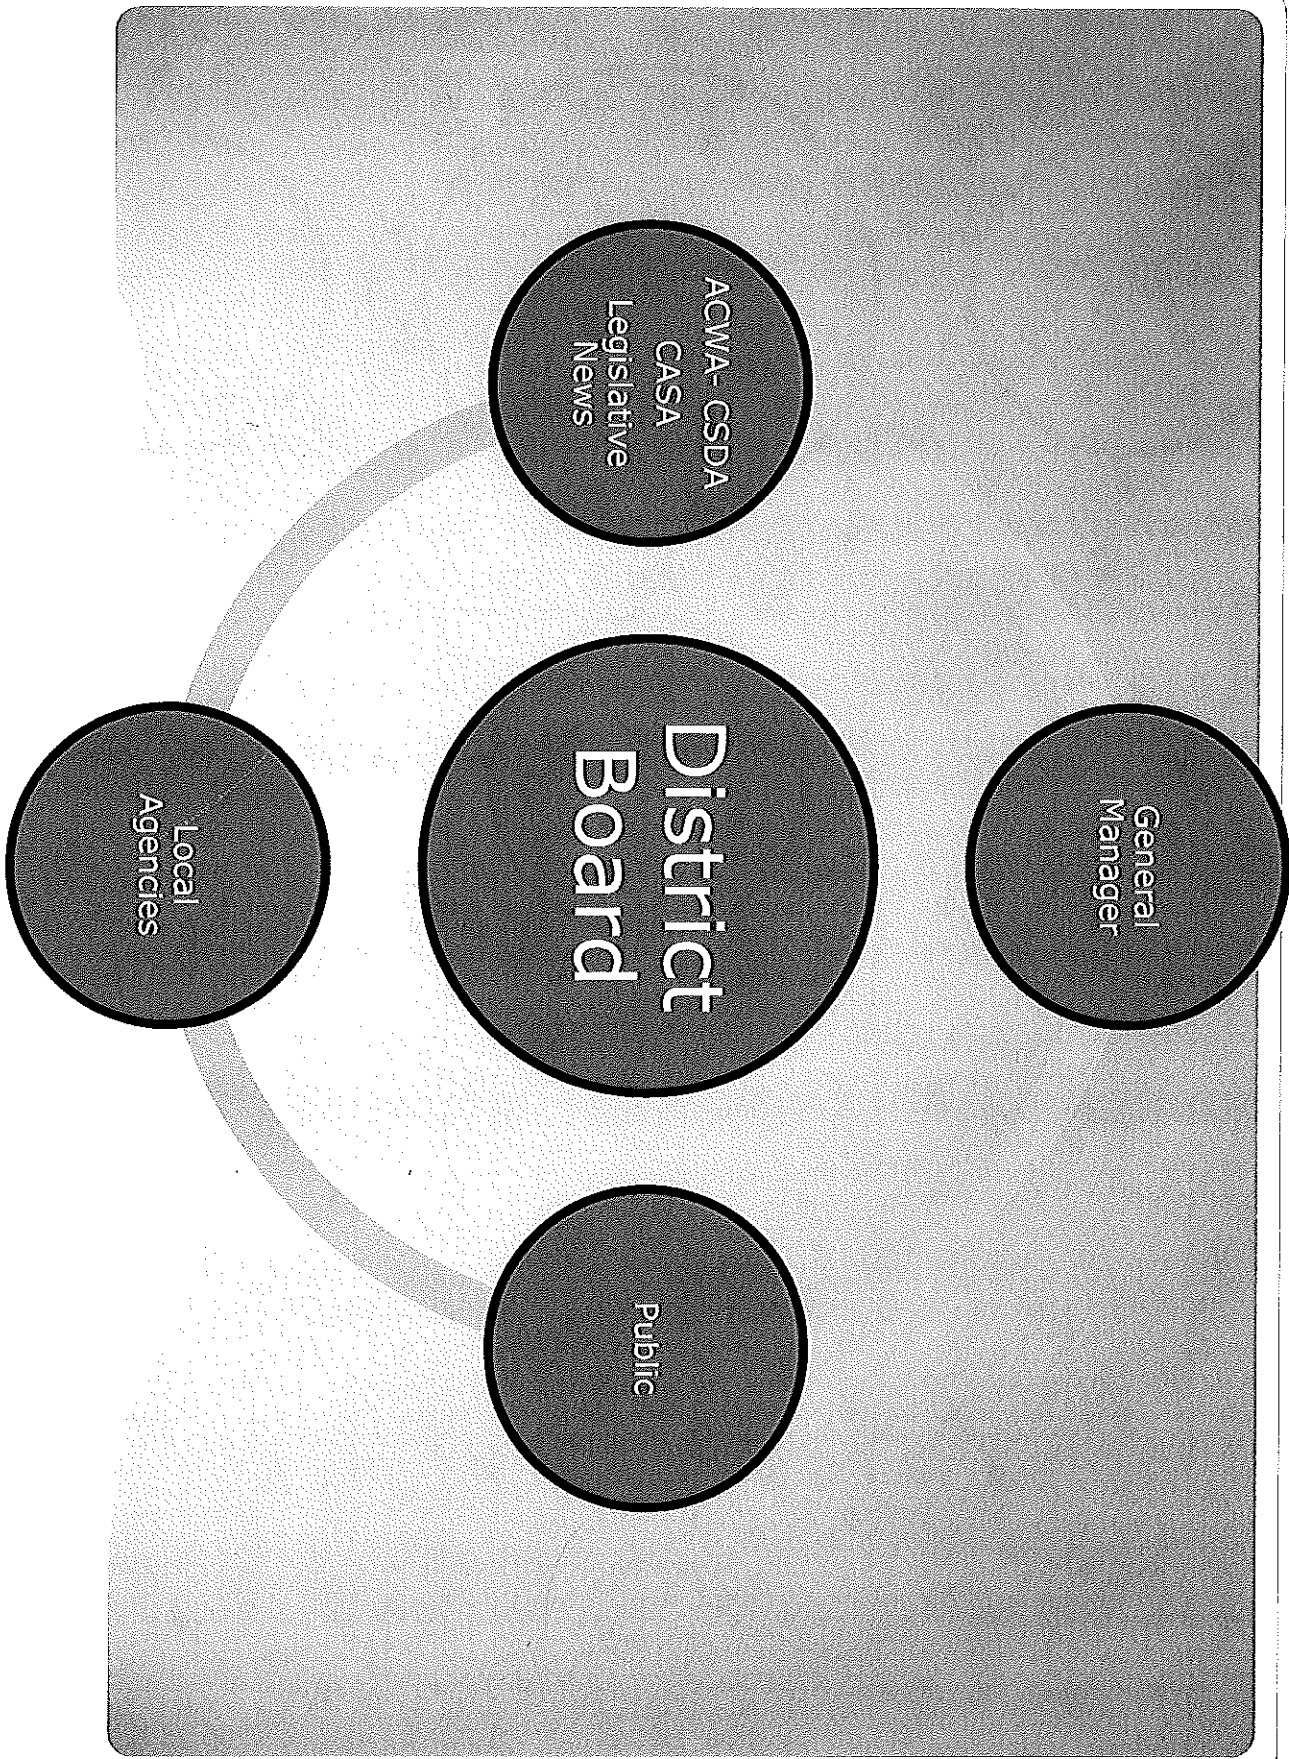 General
Manager
ACWA- CSDA
CASA
Legislative
News
District
Board
Public
Local
Agencies